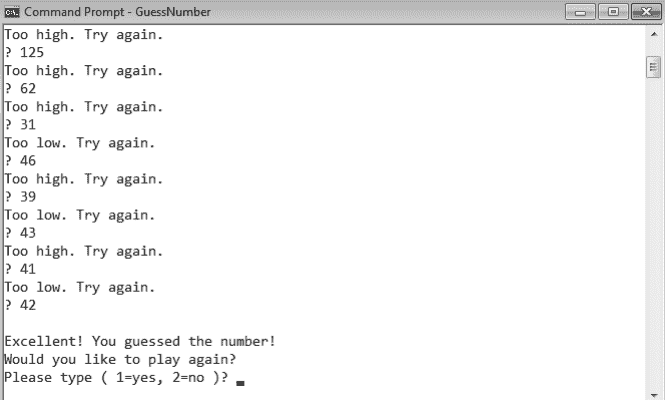 Command Prompt - GuessNumber
Too high. Try again.
? 125
Too high. Try again.
? 62
Too high. Try again.
? 31
Too low. Try again.
? 46
Too high. Try again.
? 39
Too low. Try again.
? 43
Too high. Try again.
? 41
Too low. Try again.
? 42
Excellent! You guessed the number!
Would you like to play again?
Please type ( 1=yes, 2=no )?